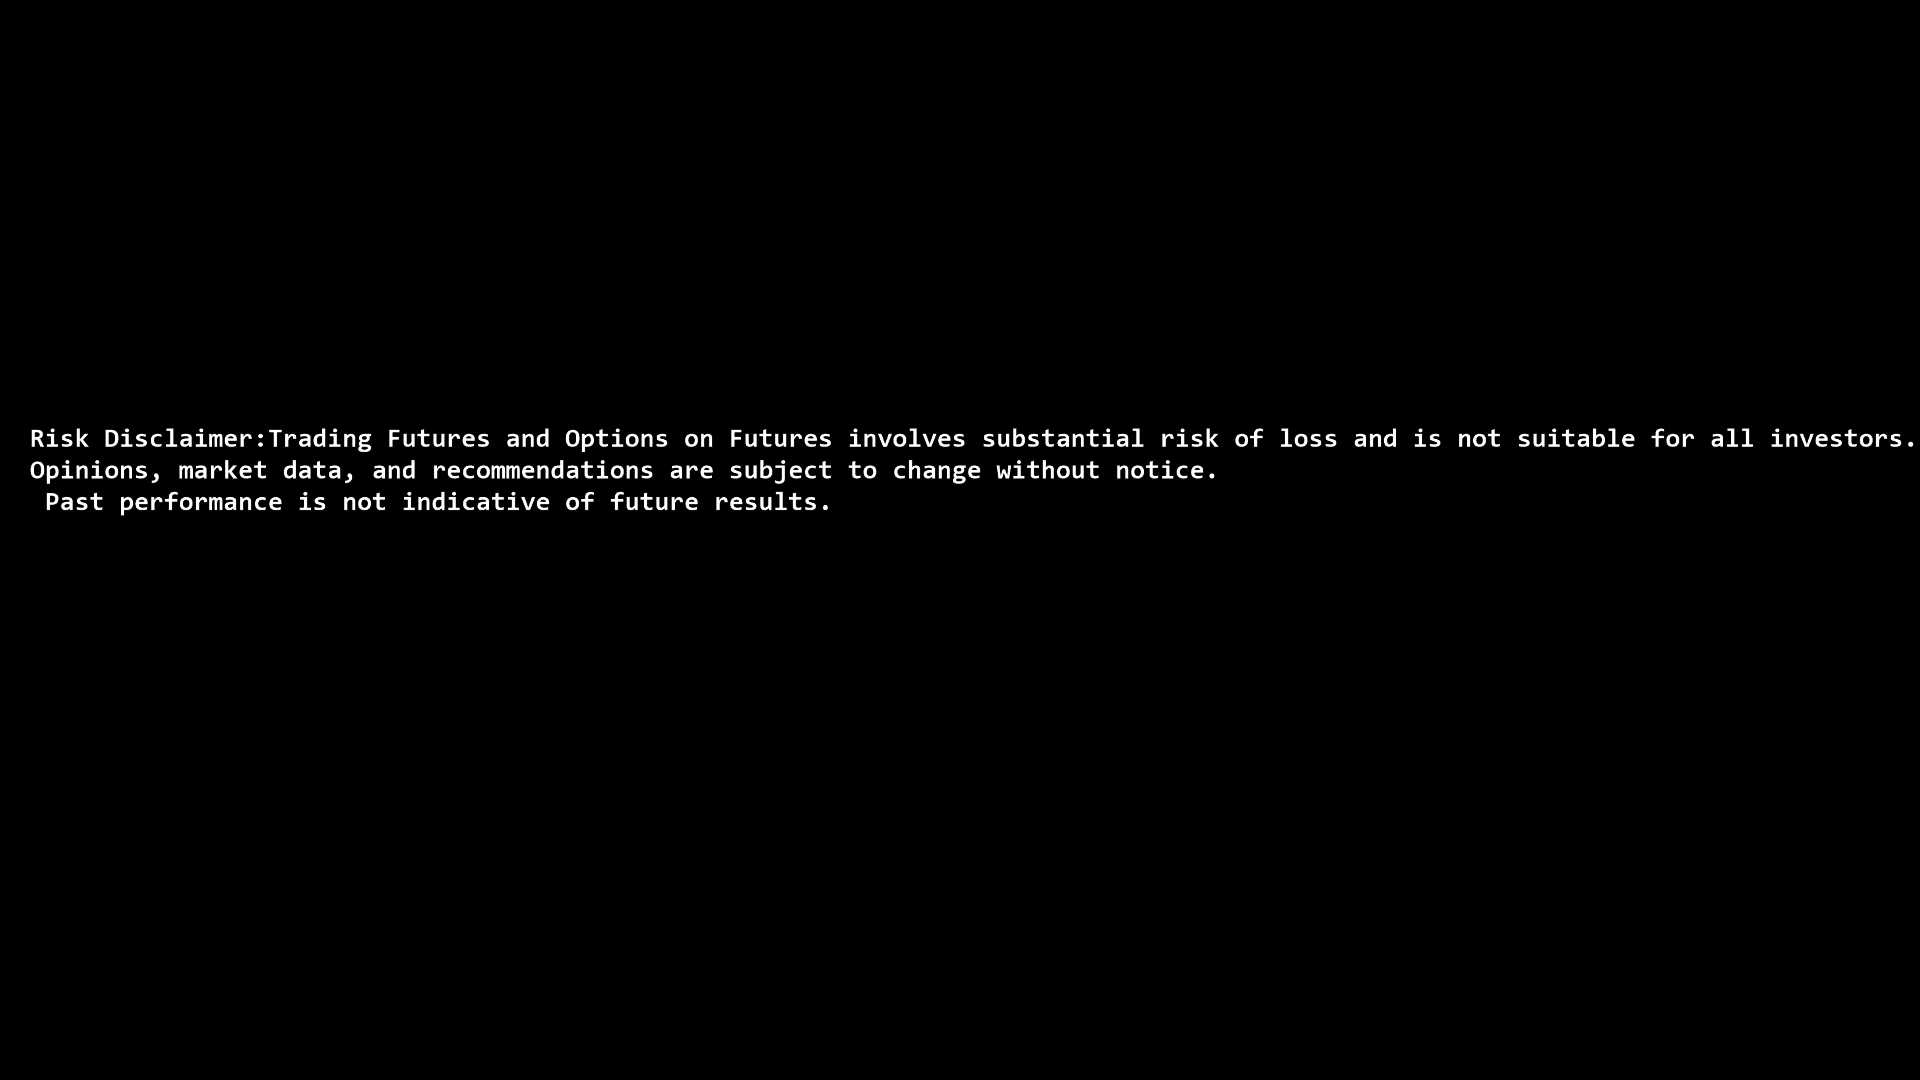 Risk Disclaimer:Trading Futures and Options on Futures involves substantial risk of loss and is not suitable for all investors.
Opinions, market data, and recommendations are subject to change without notice.
Past performance is not indicative of future results.